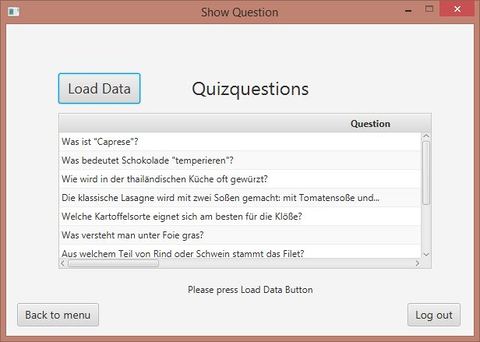 Show Question
Load Data
Quizquestions
Question
Was ist "Caprese"?
Was bedeutet Schokolade "temperieren"?
Wie wird in der thailändischen Küche oft gewürzt?
Die klassische Lasagne wird mit zwei Soßen gemacht: mit Tomatensoße und...
Welche Kartoffelsorte eignet sich am besten für die Klöße?
Was versteht man unter Foie gras?
Aus welchem Teil von Rind oder Schwein stammt das Filet?
Please press Load Data Button
Back to menu
Log out